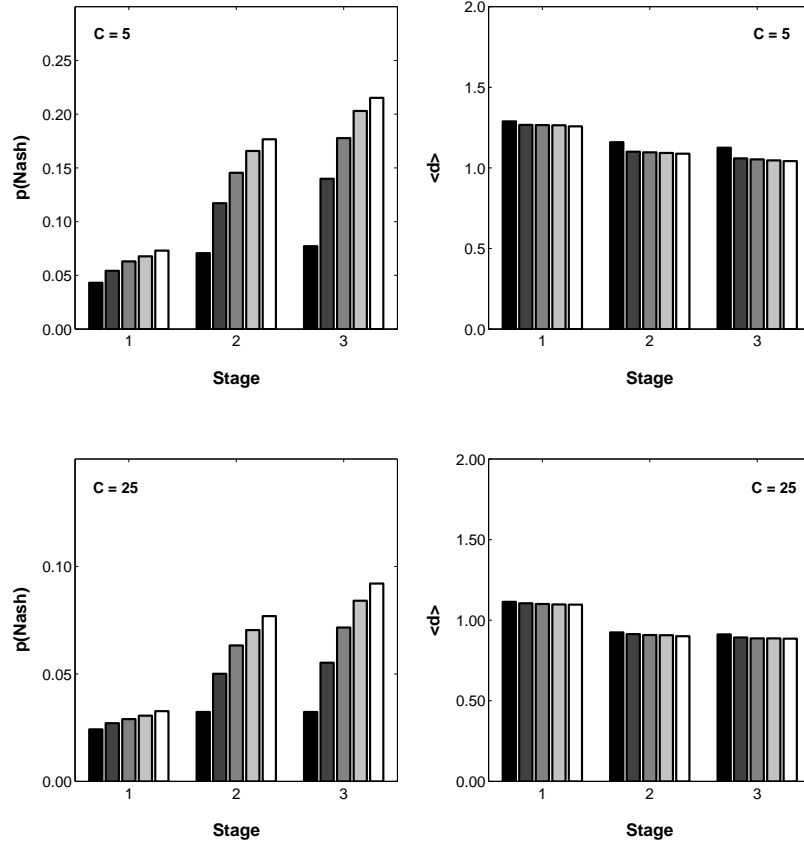 C = 5
p(Nash)
0.25
0.20
0.15
0.10
0.05
0.00
1 2 3
Stage
C = 5
<d>
2.0
1.5
1.0
0.5
0.0
1 2 3
Stage
C = 25
p(Nash)
0.10
0.05
0.00
1 2 3
Stage
C = 25
<d>
2.00
1.50
1.00
0.50
0.00
1 2 3
Stage